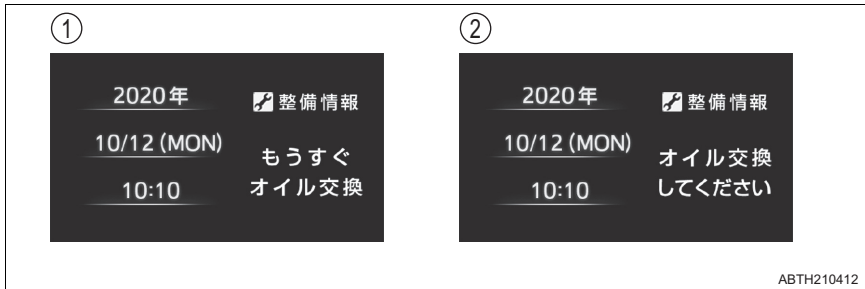 ①
2020年
10/12（MON）
10:10
整備情報
もうすぐ
オイル交換
②
2020年
10/12（MON）
10:10
整備情報
オイル交換
してください
ABTH210412